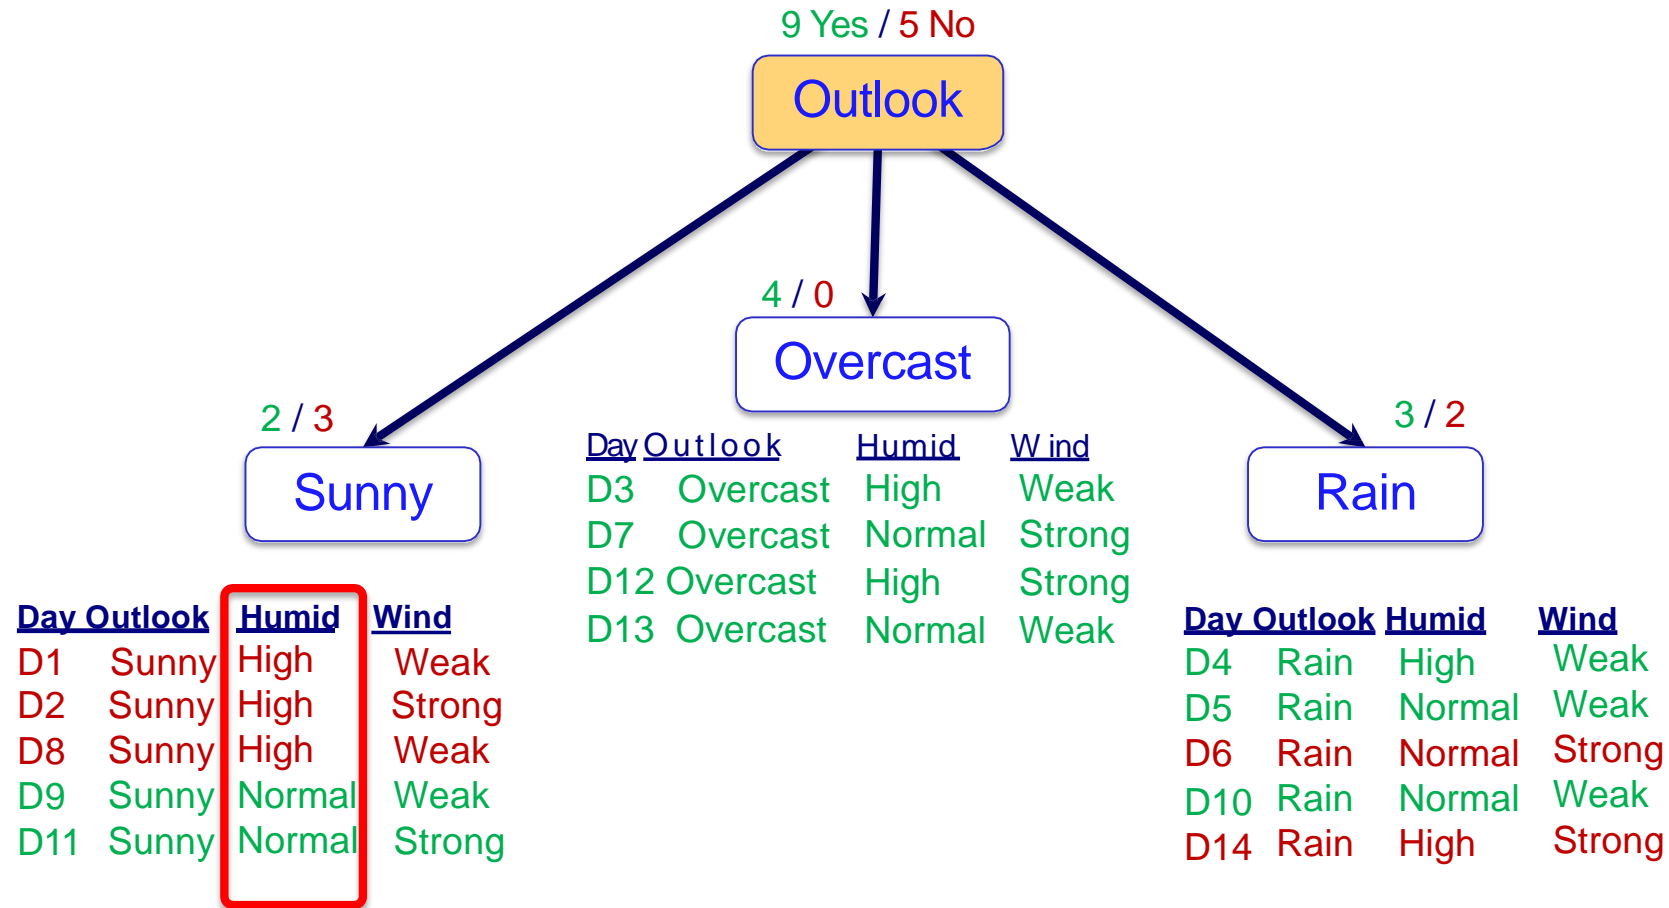 9 Yes / 5 No
Outlook
4 / 0
Overcast
2 / 3
Sunny
3 / 2
Rain
Day Outlook Humid Wind
D3 Overcast High Weak
D7 Overcast Normal Strong
D12 Overcast High Strong
D13 Overcast Normal Weak
Day Outlook Humid Wind
D1 Sunny High Weak
D2 Sunny High Strong
D8 Sunny High Weak
D9 Sunny Normal Weak
D11 Sunny Normal Strong
Day Outlook Humid Wind
D4 Rain High Weak
D5 Rain Normal Weak
D6 Rain Normal Strong
D10 Rain Normal Weak
D14 Rain High Strong